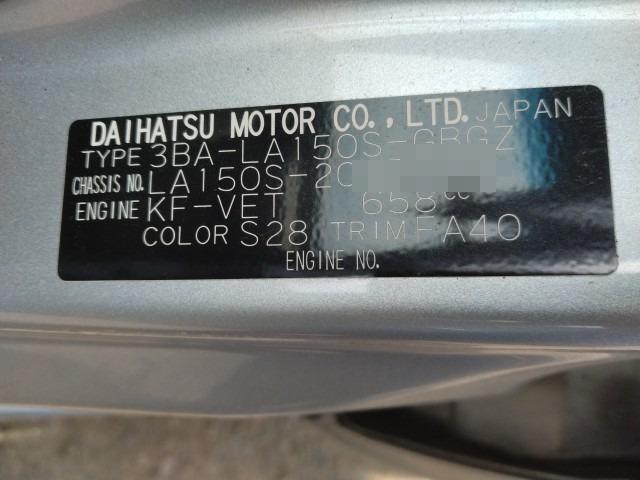 DAIHATSU MOTOR CO., LTD. JAPAN
TYPE 3BA-LA150S-GBGZ
CHASSIS NO. LA150S-20
ENGINE KF-VET 658cc
COLOR S28 TRIM FA40
ENGINE NO.